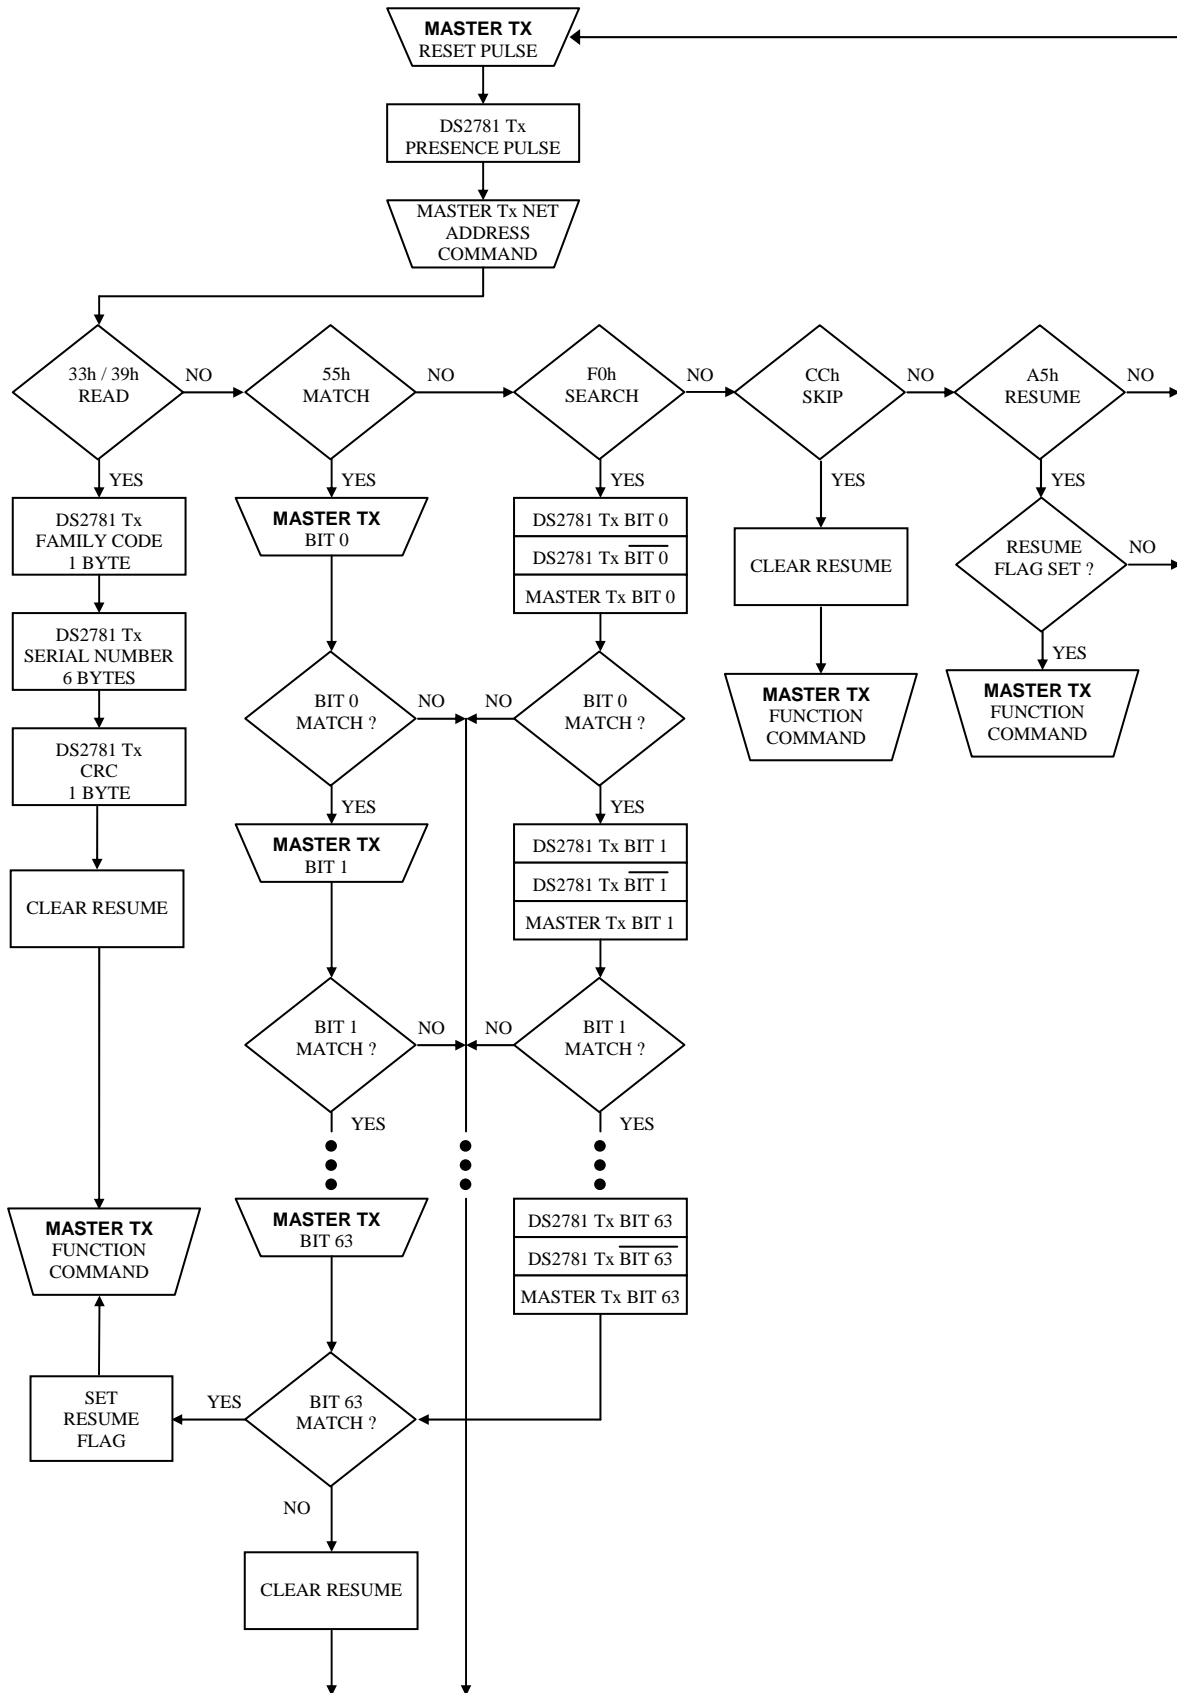 MASTER TX
RESET PULSE
DS2781 Tx
PRESENCE PULSE
MASTER Tx NET
ADDRESS
COMMAND
33h / 39h
READ
NO
55h
MATCH
NO
F0h
SEARCH
NO
CCh
SKIP
NO
A5h
RESUME
NO
YES
YES
YES
YES
YES
DS2781 Tx
FAMILY CODE
1 BYTE
MASTER TX
BIT 0
DS2781 Tx BIT 0
DS2781 Tx BIT 0
MASTER Tx BIT 0
CLEAR RESUME
RESUME
FLAG SET ?
NO
DS2781 Tx
SERIAL NUMBER
6 BYTES
BIT 0
MATCH ?
NO
NO
BIT 0
MATCH ?
YES
MASTER TX
FUNCTION
COMMAND
MASTER TX
FUNCTION
COMMAND
DS2781 Tx
CRC
1 BYTE
YES
YES
MASTER TX
BIT 1
DS2781 Tx BIT 1
DS2781 Tx BIT 1
MASTER Tx BIT 1
CLEAR RESUME
BIT 1
MATCH ?
NO
NO
BIT 1
MATCH ?
YES
YES
MASTER TX
FUNCTION
COMMAND
MASTER TX
BIT 63
DS2781 Tx BIT 63
DS2781 Tx BIT 63
MASTER Tx BIT 63
SET
RESUME
FLAG
YES
BIT 63
MATCH ?
NO
CLEAR RESUME